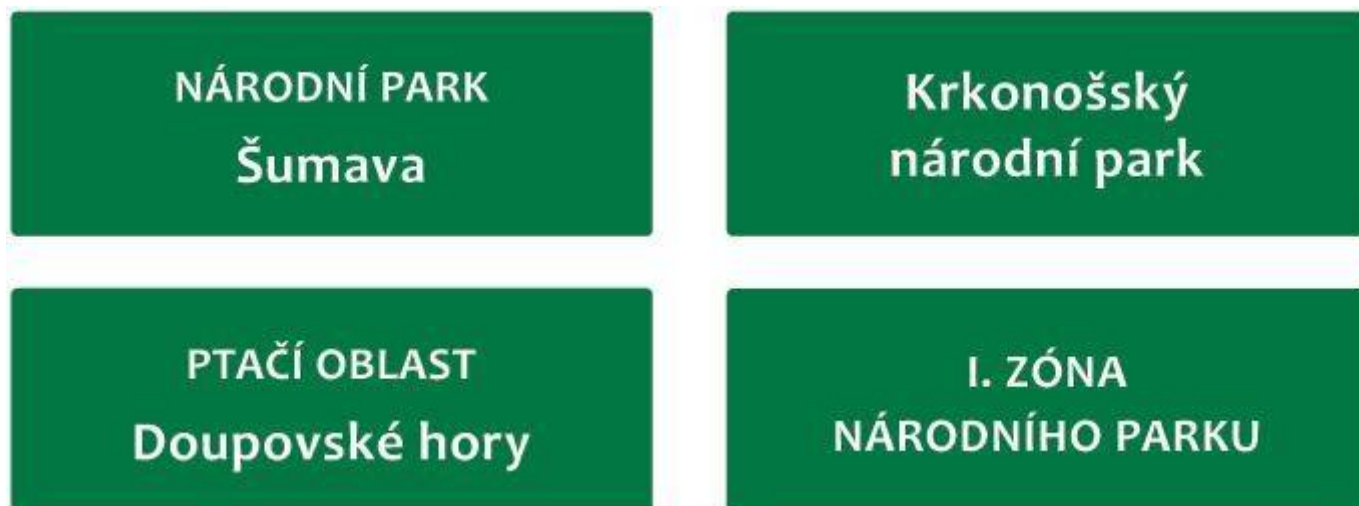 NÁRODNÍ PARK
Šumava
Krkonošský
národní park
PTAČÍ OBLAST
Doupovské hory
I. ZÓNA
NÁRODNÍHO PARKU